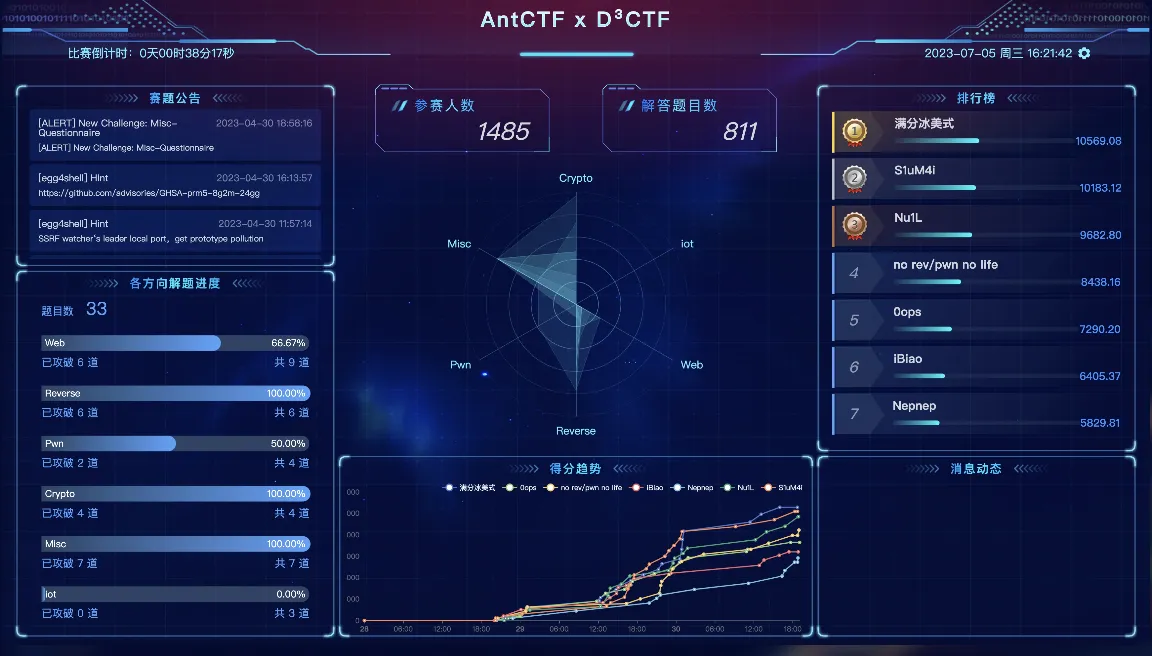 AntCTF x D³CTF
比赛倒计时：0天00时38分17秒
2023-07-05 周三 16:21:42
赛题公告
[ALERT] New Challenge: Misc-Questionnaire
2023-04-30 18:58:16
[ALERT] New Challenge: Misc-Questionnaire
[egg4shell] Hint
2023-04-30 16:13:57
https://github.com/advisories/GHSA-prm5-8g2m-24gg
[egg4shell] Hint
2023-04-30 11:57:14
SSRF watcher's leader local port，get prototype pollution
各方向解题进度
题目数 33
Web 66.67%
已攻破 6 道 共 9 道
Reverse 100.00%
已攻破 6 道 共 6 道
Pwn 50.00%
已攻破 2 道 共 4 道
Crypto 100.00%
已攻破 4 道 共 4 道
Misc 100.00%
已攻破 7 道 共 7 道
iot 0.00%
已攻破 0 道 共 3 道
参赛人数
1485
解答题目数
811
Crypto
Misc
iot
Pwn
Web
Reverse
得分趋势
满分冰美式 0ops no rev/pwn no life iBiao Nepnep Nu1L S1uM4i
000
000
000
000
000
000
0
28 06:00 12:00 18:00 29 06:00 12:00 18:00 30 06:00 12:00 18:00
排行榜
1 满分冰美式 10569.08
2 S1uM4i 10183.12
3 Nu1L 9682.80
4 no rev/pwn no life 8438.16
5 0ops 7290.20
6 iBiao 6405.37
7 Nepnep 5829.81
消息动态